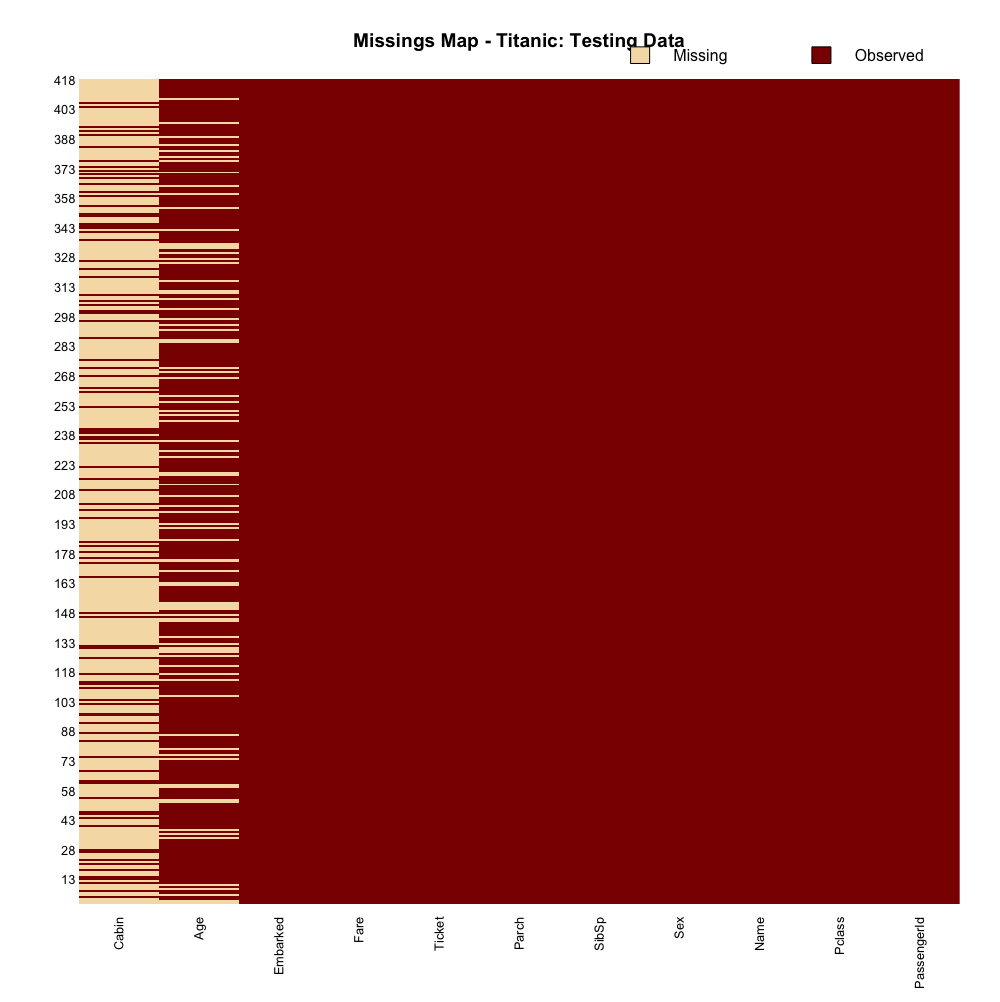 Missings Map - Titanic: Testing Data
Missing
Observed
418
403
388
373
358
343
328
313
298
283
268
253
238
223
208
193
178
163
148
133
118
103
88
73
58
43
28
13
Cabin
Age
Embarked
Fare
Ticket
Parch
SibSp
Sex
Name
Pclass
PassengerId